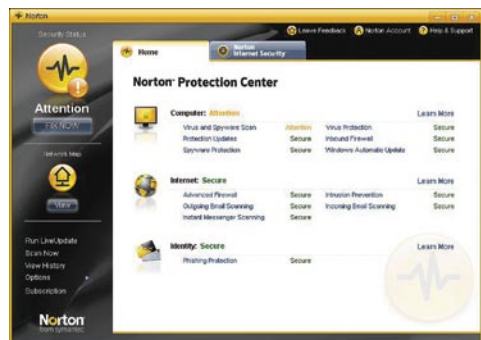 Norton
Leave Feedback Norton Account Help & Support
Security Status
Home
Norton Internet Security
Norton Protection Center
Attention
FIX NOW
Computer: Attention Learn More
Virus and Spyware Scan Attention Virus Protection Secure
Protection Updates Secure Inbound Firewall Secure
Spyware Protection Secure Windows Automatic Update Secure
Network Map
View
Internet: Secure Learn More
Advanced Firewall Secure Intrusion Prevention Secure
Outgoing Email Scanning Secure Incoming Email Scanning Secure
Instant Messenger Scanning Secure
Run LiveUpdate
Scan Now
View History
Options
Subscription
Identity: Secure Learn More
Phishing Protection Secure
Norton
from symantec